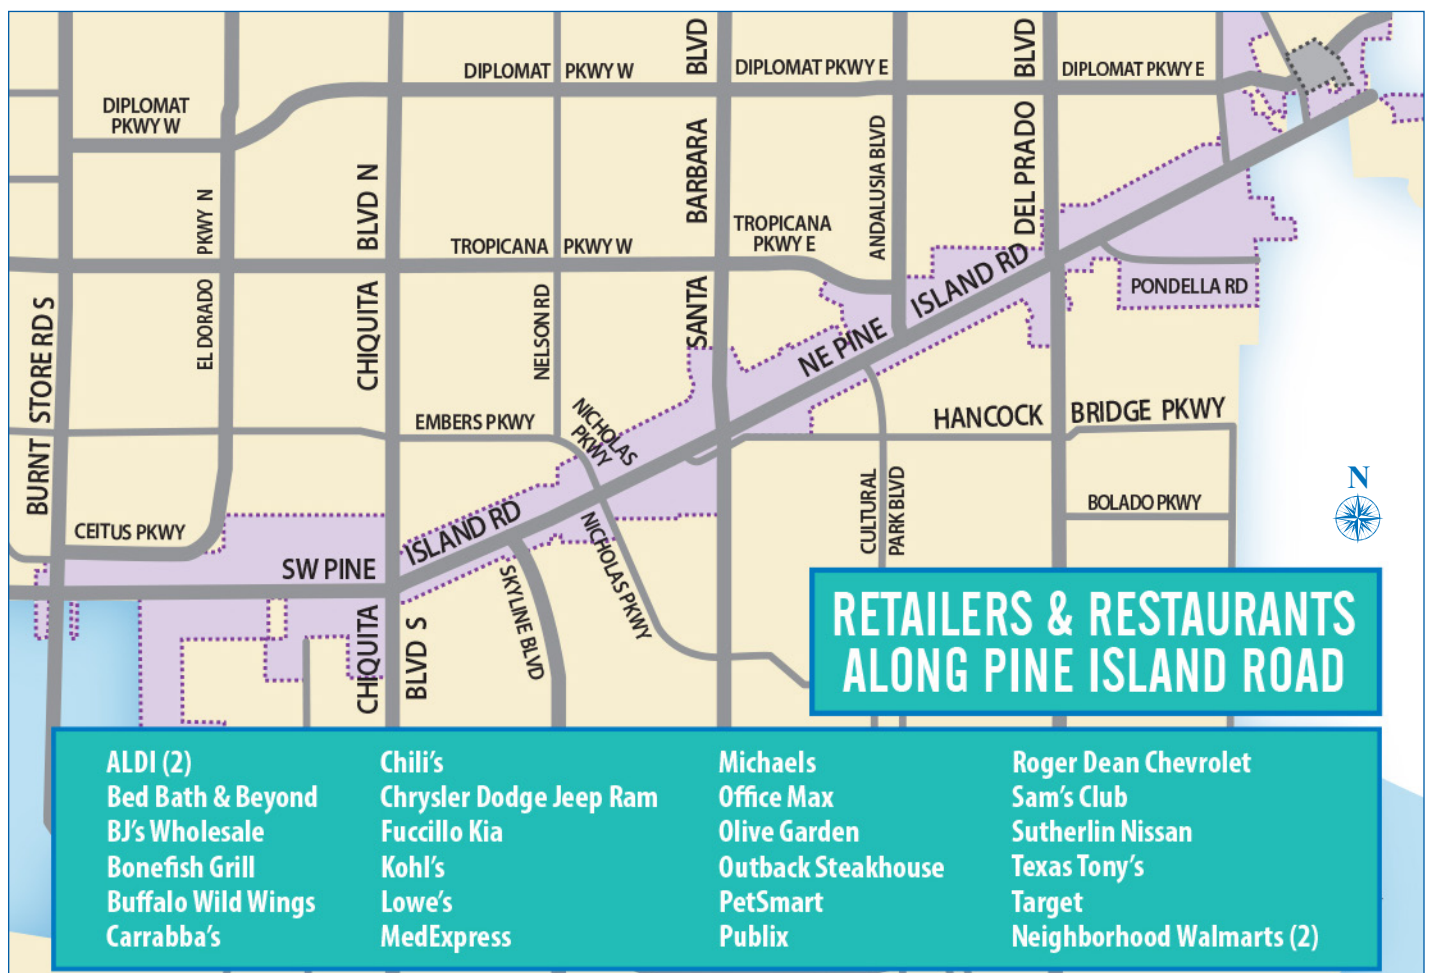 DIPLOMAT PKWY W
BLVD
DIPLOMAT PKWY E
BLVD
DIPLOMAT PKWY E
DIPLOMAT
PKWY W
BARBARA
ANDALUSIA BLVD
DEL PRADO
BLVD N
PKWY N
TROPICANA PKWY W
TROPICANA
PKWY E
ISLAND RD
PONDELLA RD
BURNT STORE RD S
EL DORADO
CHIQUITA
NELSON RD
SANTA
NE PINE
EMBERS PKWY
NICHOLAS
PKWY
HANCOCK BRIDGE PKWY
N
CEITUS PKWY
ISLAND RD
CULTURAL
PARK BLVD
BOLADO PKWY
SW PINE
SKYLINE BLVD
NICHOLAS PKWY
CHIQUITA
BLVD S
RETAILERS & RESTAURANTS
ALONG PINE ISLAND ROAD
ALDI (2)
Bed Bath & Beyond
BJ's Wholesale
Bonefish Grill
Buffalo Wild Wings
Carrabba's
Chili's
Chrysler Dodge Jeep Ram
Fuccillo Kia
Kohl's
Lowe's
MedExpress
Michaels
Office Max
Olive Garden
Outback Steakhouse
PetSmart
Publix
Roger Dean Chevrolet
Sam's Club
Sutherlin Nissan
Texas Tony's
Target
Neighborhood Walmarts (2)